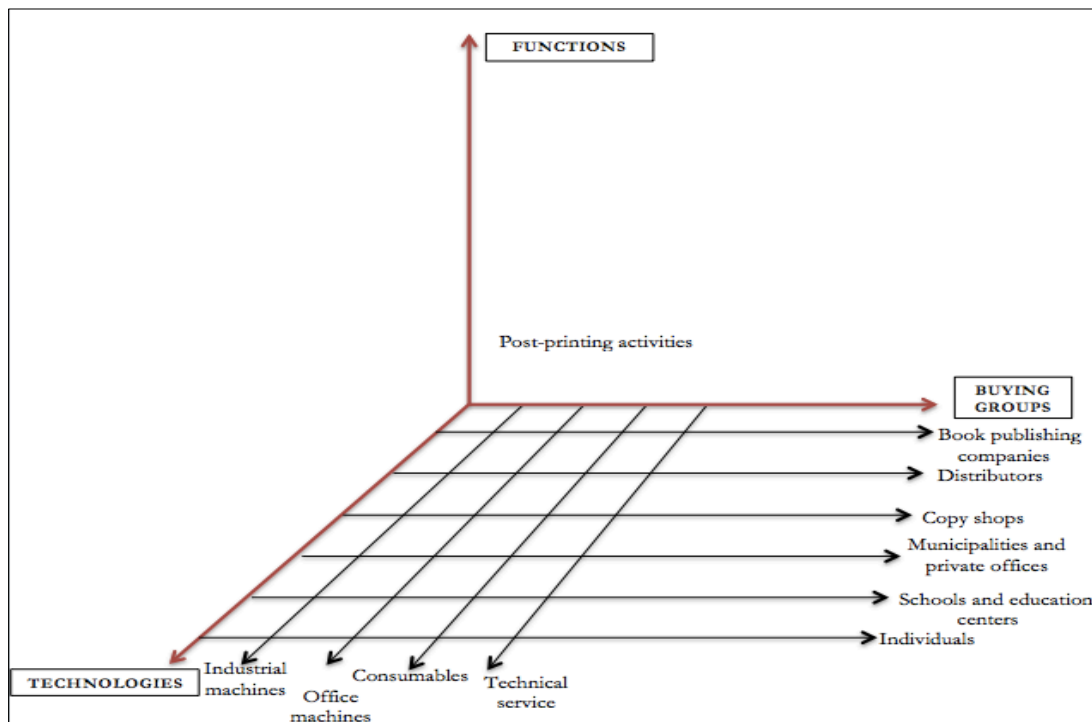 FUNCTIONS
Post-printing activities
BUYING
GROUPS
Book publishing
companies
Distributors
Copy shops
Municipalities and
private offices
Schools and education
centers
Individuals
TECHNOLOGIES
Industrial
machines
Office
machines
Consumables
Technical
service